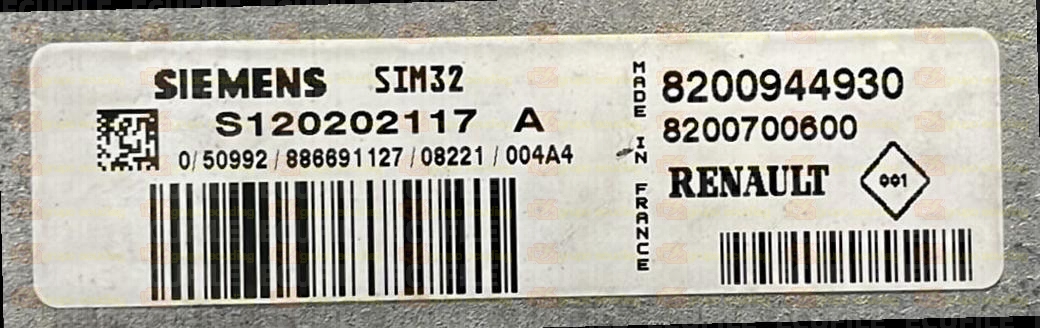 SIEMENS SIM32
S120202117 A
0/50992/886691127/08221/004A4
MADE IN FRANCE
8200944930
8200700600
RENAULT
001